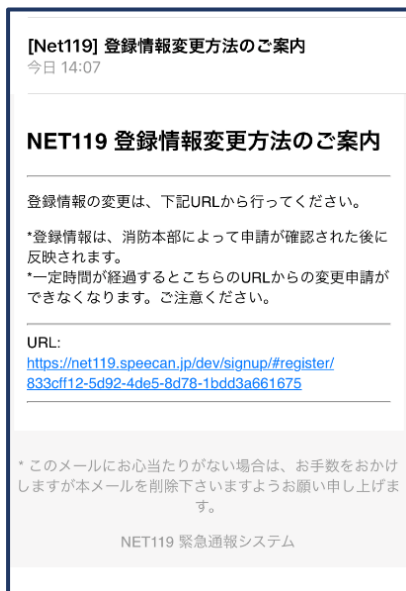 [Net119] 登録情報変更方法のご案内
今日 14:07
NET119 登録情報変更方法のご案内
登録情報の変更は、下記URLから行ってください。
*登録情報は、消防本部によって申請が確認された後に
反映されます。
*一定時間が経過するとこちらのURLからの変更申請が
できなくなります。ご注意ください。
URL:
https://net119.speecan.jp/dev/signup/#register/
833cff12-5d92-4de5-8d78-1bdd3a661675
* このメールにお心当たりがない場合は、お手数をおかけ
しますが本メールを削除下さいますようお願い申し上げま
す。
NET119 緊急通報システム